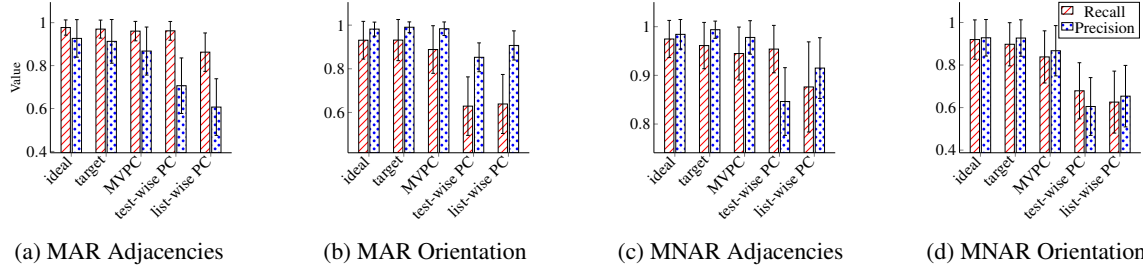 Recall
Precision
Value
1
0.8
0.6
0.4
ideal
target
MVPC
test-wise PC
list-wise PC
(a) MAR Adjacencies
1
0.8
0.6
ideal
target
MVPC
test-wise PC
list-wise PC
(b) MAR Orientation
1
0.9
0.8
ideal
target
MVPC
test-wise PC
list-wise PC
(c) MNAR Adjacencies
1
0.8
0.6
0.4
ideal
target
MVPC
test-wise PC
list-wise PC
(d) MNAR Orientation